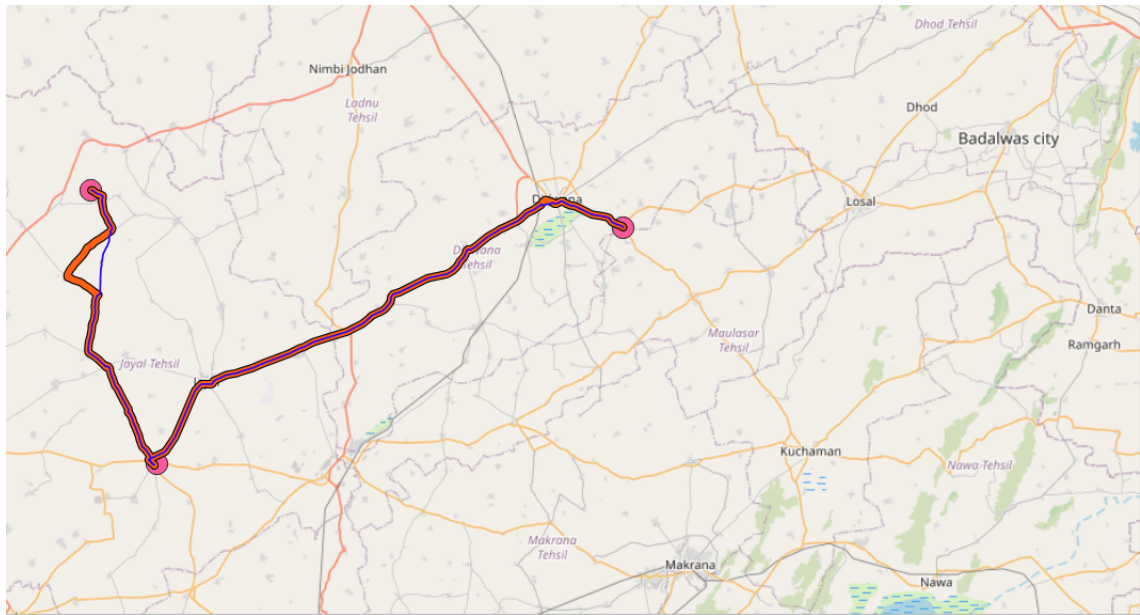 Dhod Tehsil
Nimbi Jodhan
Ladnu
Tehsil
Dhod
Badalwas city
Losal
Tehsil
Danta
Maulasar
Tehsil
Ramgarh
Jayal Tehsil
Kuchaman
Nawa Tehsil
Makrana
Tehsil
Makrana
Nawa